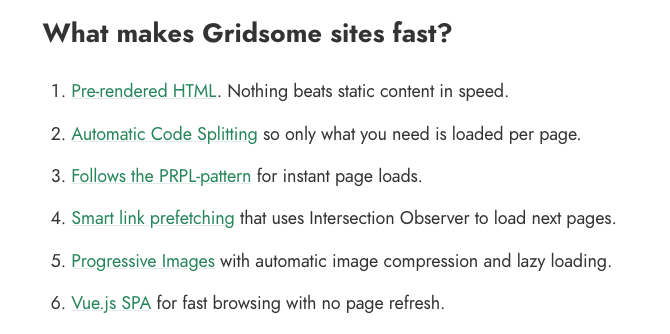 What makes Gridsome sites fast?
1. Pre-rendered HTML. Nothing beats static content in speed.
2. Automatic Code Splitting so only what you need is loaded per page.
3. Follows the PRPL-pattern for instant page loads.
4. Smart link prefetching that uses Intersection Observer to load next pages.
5. Progressive Images with automatic image compression and lazy loading.
6. Vue.js SPA for fast browsing with no page refresh.